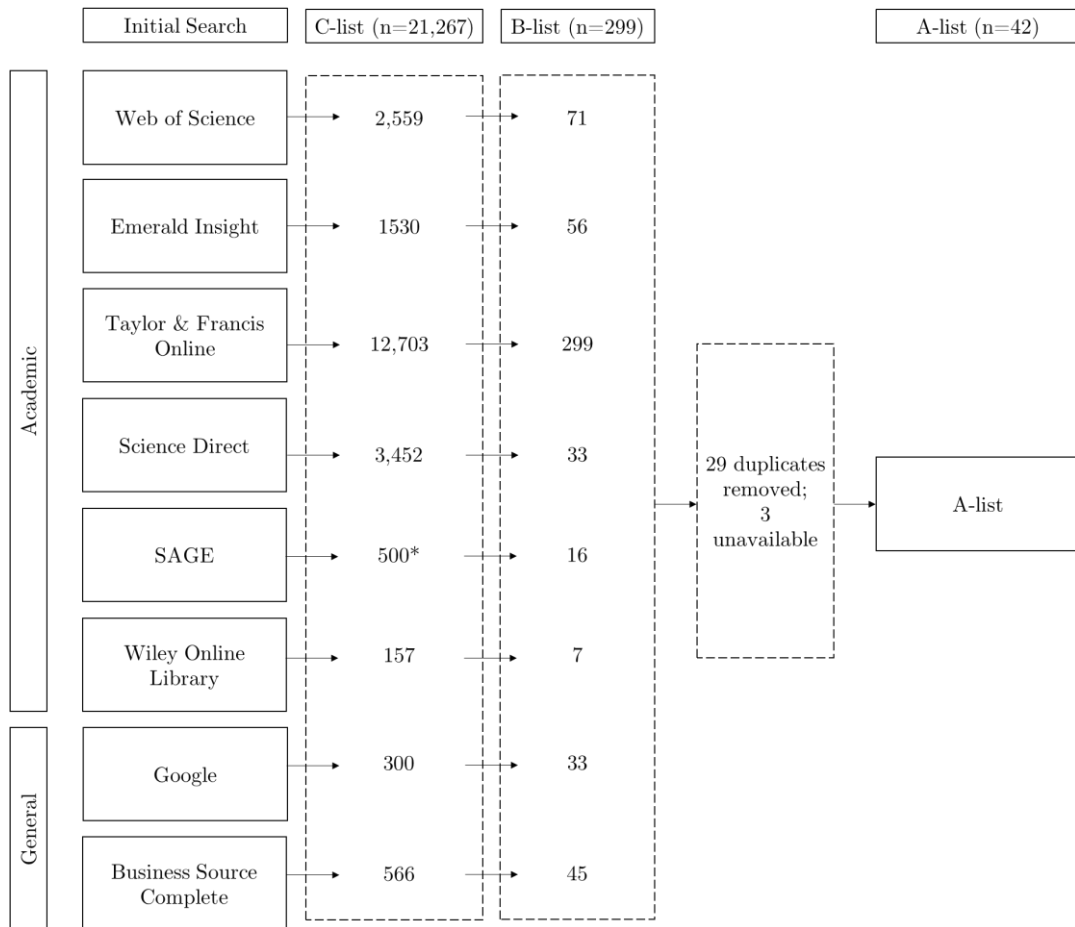 Initial Search
C-list (n=21,267)
B-list (n=299)
A-list (n=42)
Academic
Web of Science
2,559
71
Emerald Insight
1530
56
Taylor & Francis
Online
12,703
299
Science Direct
3,452
33
SAGE
500*
16
Wiley Online
Library
157
7
29 duplicates
removed;
3
unavailable
A-list
General
Google
300
33
Business Source
Complete
566
45